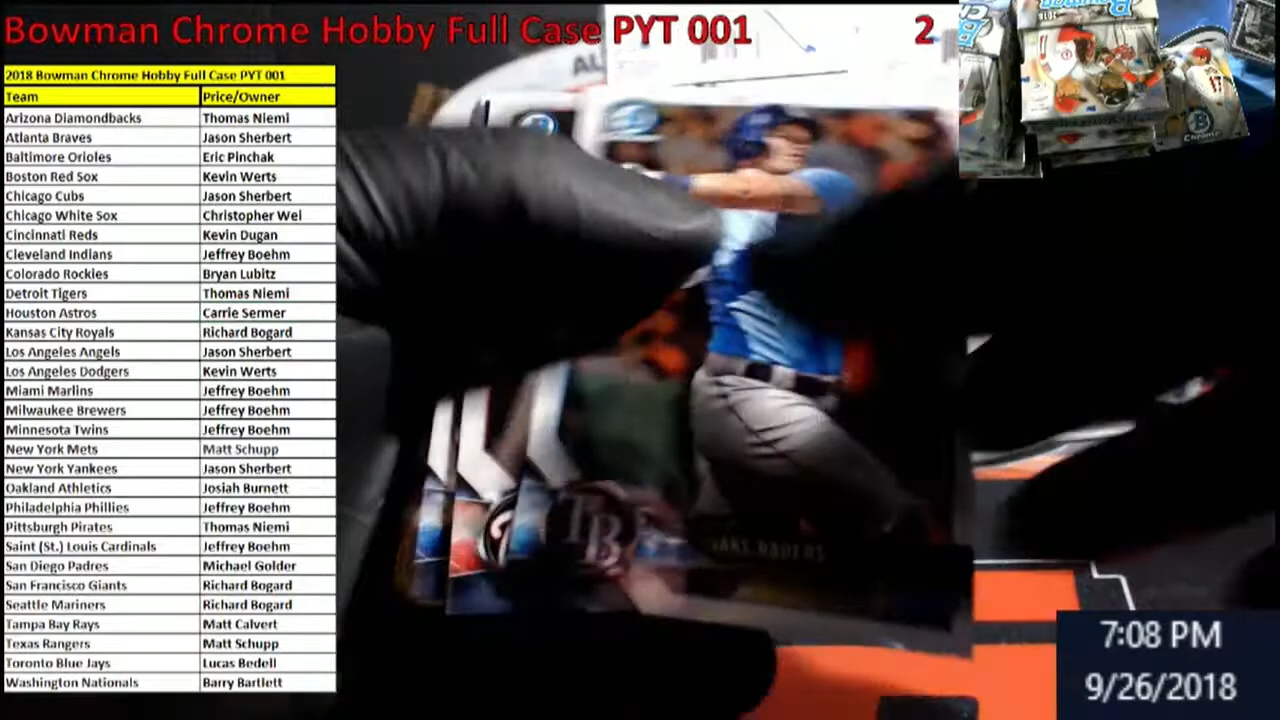 Bowman Chrome Hobby Full Case PYT 001 2
2018 Bowman Chrome Hobby Full Case PYT 001
Team Price/Owner
Arizona Diamondbacks Thomas Niemi
Atlanta Braves Jason Sherbert
Baltimore Orioles Eric Pinchak
Boston Red Sox Kevin Werts
Chicago Cubs Jason Sherbert
Chicago White Sox Christopher Wel
Cincinnati Reds Kevin Dugan
Cleveland Indians Jeffrey Boehm
Colorado Rockies Bryan Lubitz
Detroit Tigers Thomas Niemi
Houston Astros Carrie Sermer
Kansas City Royals Richard Bogard
Los Angeles Angels Jason Sherbert
Los Angeles Dodgers Kevin Werts
Miami Marlins Jeffrey Boehm
Milwaukee Brewers Jeffrey Boehm
Minnesota Twins Jeffrey Boehm
New York Mets Matt Schupp
New York Yankees Jason Sherbert
Oakland Athletics Josiah Burnett
Philadelphia Phillies Jeffrey Boehm
Pittsburgh Pirates Thomas Niemi
Saint (St.) Louis Cardinals Jeffrey Boehm
San Diego Padres Michael Golder
San Francisco Giants Richard Bogard
Seattle Mariners Richard Bogard
Tampa Bay Rays Matt Calvert
Texas Rangers Matt Schupp
Toronto Blue Jays Lucas Bedell
Washington Nationals Barry Bartlett
TB
17
Chrome
7:08 PM
9/26/2018